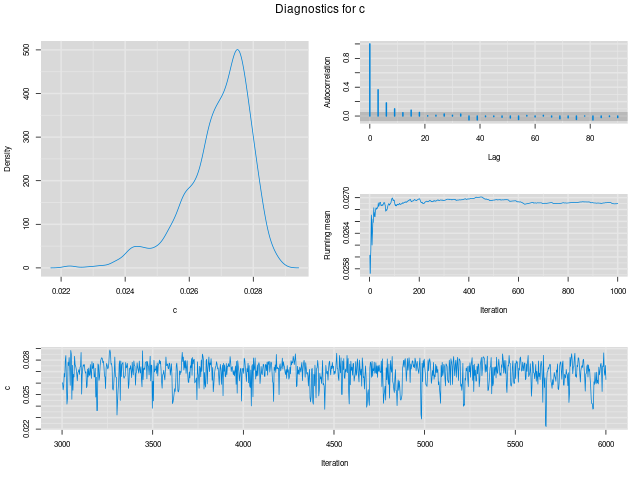 Diagnostics for c
Density
500
400
300
200
100
0
0.022 0.024 0.026 0.028
c
Autocorrelation
0.8
0.4
0.0
0 20 40 60 80
Lag
Running mean
0.0270
0.0264
0.0258
0 200 400 600 800 1000
Iteration
c
0.028
0.025
0.022
3000 3500 4000 4500 5000 5500 6000
Iteration